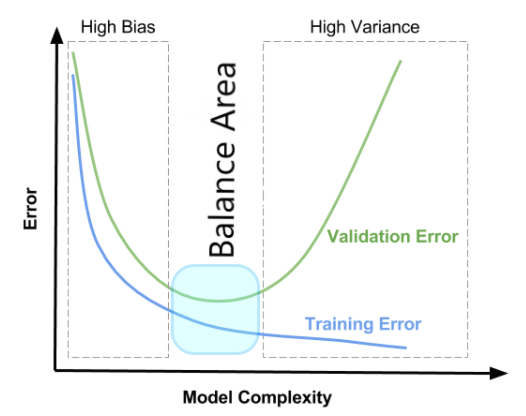 High Bias
High Variance
Balance Area
Error
Validation Error
Training Error
Model Complexity